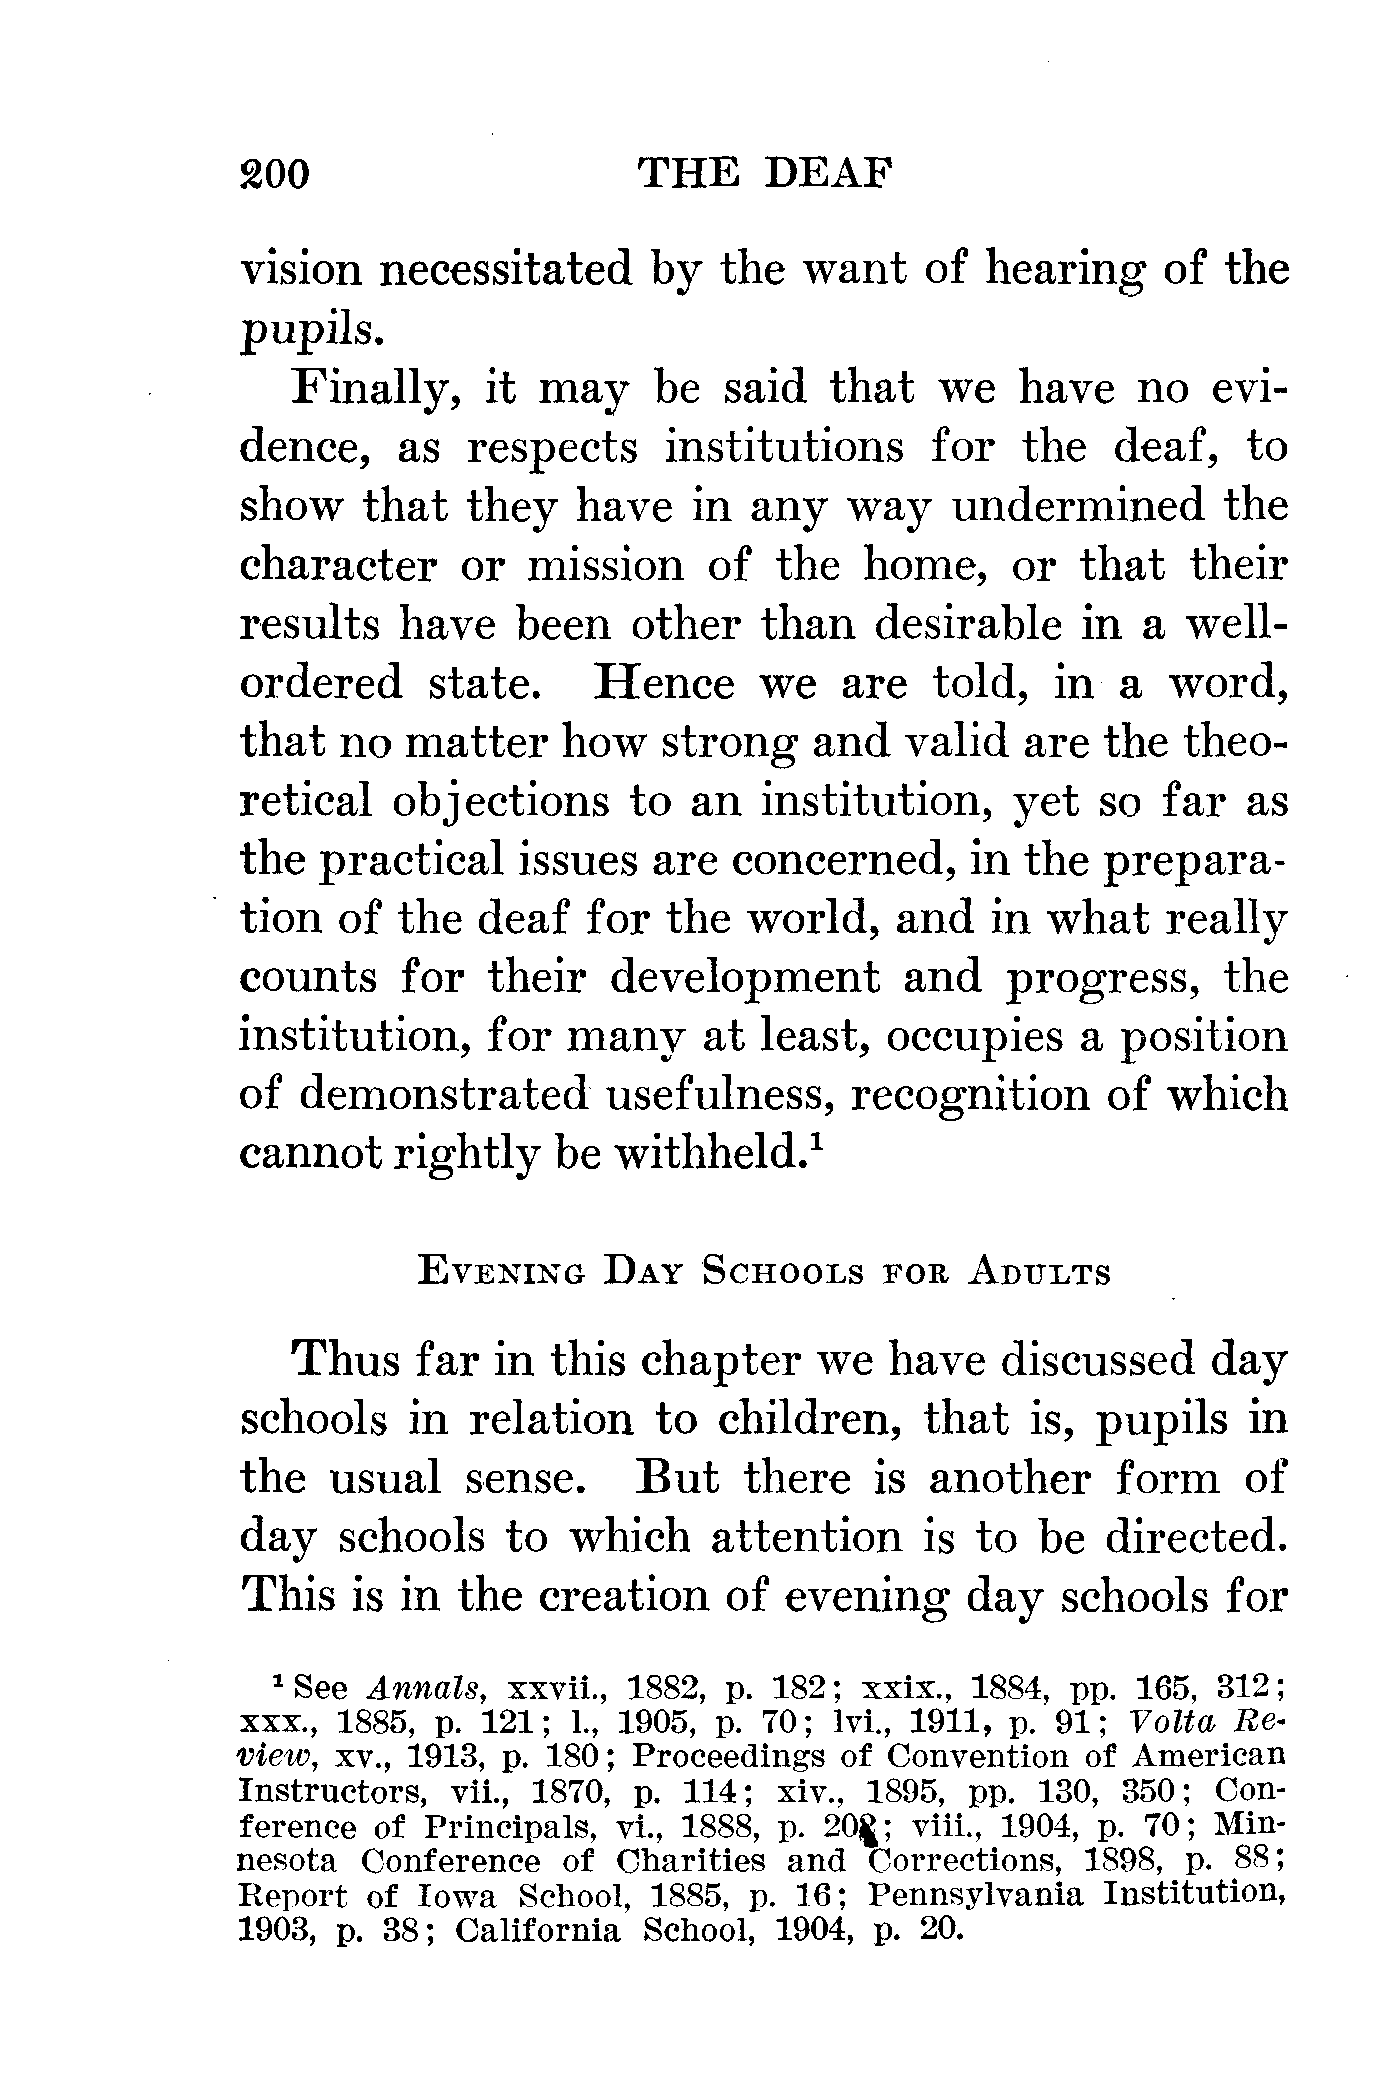 200 THE DEAF
vision necessitated by the want of hearing of the
pupils.
Finally, it may be said that we have no evi-
dence, as respects institutions for the deaf, to
show that they have in any way undermined the
character or mission of the home, or that their
results have been other than desirable in a well-
ordered state. Hence we are told, in a word,
that no matter how strong and valid are the theo-
retical objections to an institution, yet so far as
the practical issues are concerned, in the prepara-
tion of the deaf for the world, and in what really
counts for their development and progress, the
institution, for many at least, occupies a position
of demonstrated usefulness, recognition of which
cannot rightly be withheld.¹
EVENING DAY SCHOOLS FOR ADULTS
Thus far in this chapter we have discussed day
schools in relation to children, that is, pupils in
the usual sense. But there is another form of
day schools to which attention is to be directed.
This is in the creation of evening day schools for
¹ See Annals, xxvii., 1882, p. 182; xxix., 1884, pp. 165, 312;
xxx., 1885, p. 121; l., 1905, p. 70; lvi., 1911, p. 91; Volta Re-
view, xv., 1913, p. 180; Proceedings of Convention of American
Instructors, vii., 1870, p. 114; xiv., 1895, pp. 130, 350; Con-
ference of Principals, vi., 1888, p. ; viii., 1904, p. 70; Min-
nesota Conference of Charities and Corrections, 1898, p. 88;
Report of Iowa School, 1885, p. 16; Pennsylvania Institution,
1903, p. 38; California School, 1904, p. 20.